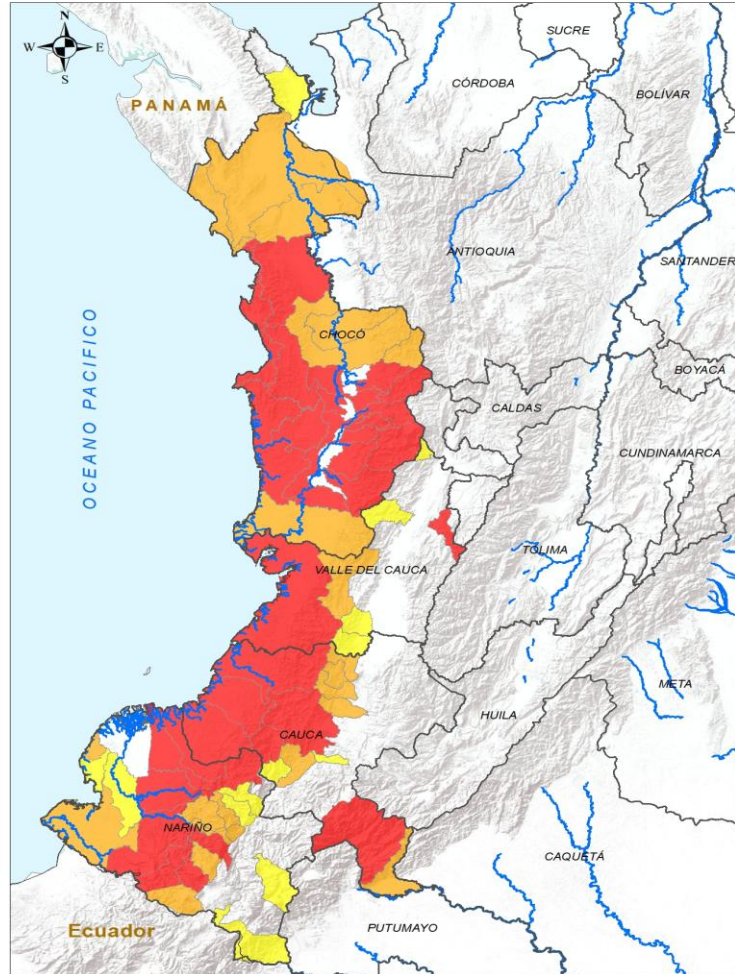 SUCRE
N
W E
S
CÓRDOBA
BOLÍVAR
PANAMÁ
ANTIOQUIA
SANTANDER
OCEANO PACIFICO
CHOCÓ
BOYACÁ
CALDAS
CUNDINAMARCA
TOLIMA
VALLE DEL CAUCA
META
HUILA
CAUCA
NARIÑO
CAQUETÁ
PUTUMAYO
Ecuador